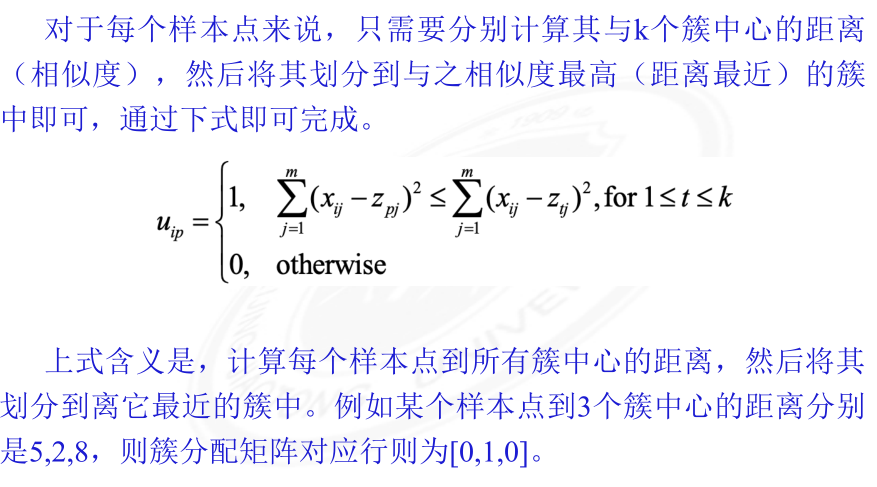 对于每个样本点来说，只需要分别计算其与k个簇中心的距离
（相似度），然后将其划分到与之相似度最高（距离最近）的簇
中即可，通过下式即可完成。
u_{ip} = \begin{cases} 1, & \sum_{j=1}^{m}(x_{ij} - z_{pj})^2 \le \sum_{j=1}^{m}(x_{ij} - z_{tj})^2, \text{for } 1 \le t \le k \\ 0, & \text{otherwise} \end{cases}
上式含义是，计算每个样本点到所有簇中心的距离，然后将其
划分到离它最近的簇中。例如某个样本点到3个簇中心的距离分别
是5,2,8，则簇分配矩阵对应行则为[0,1,0]。